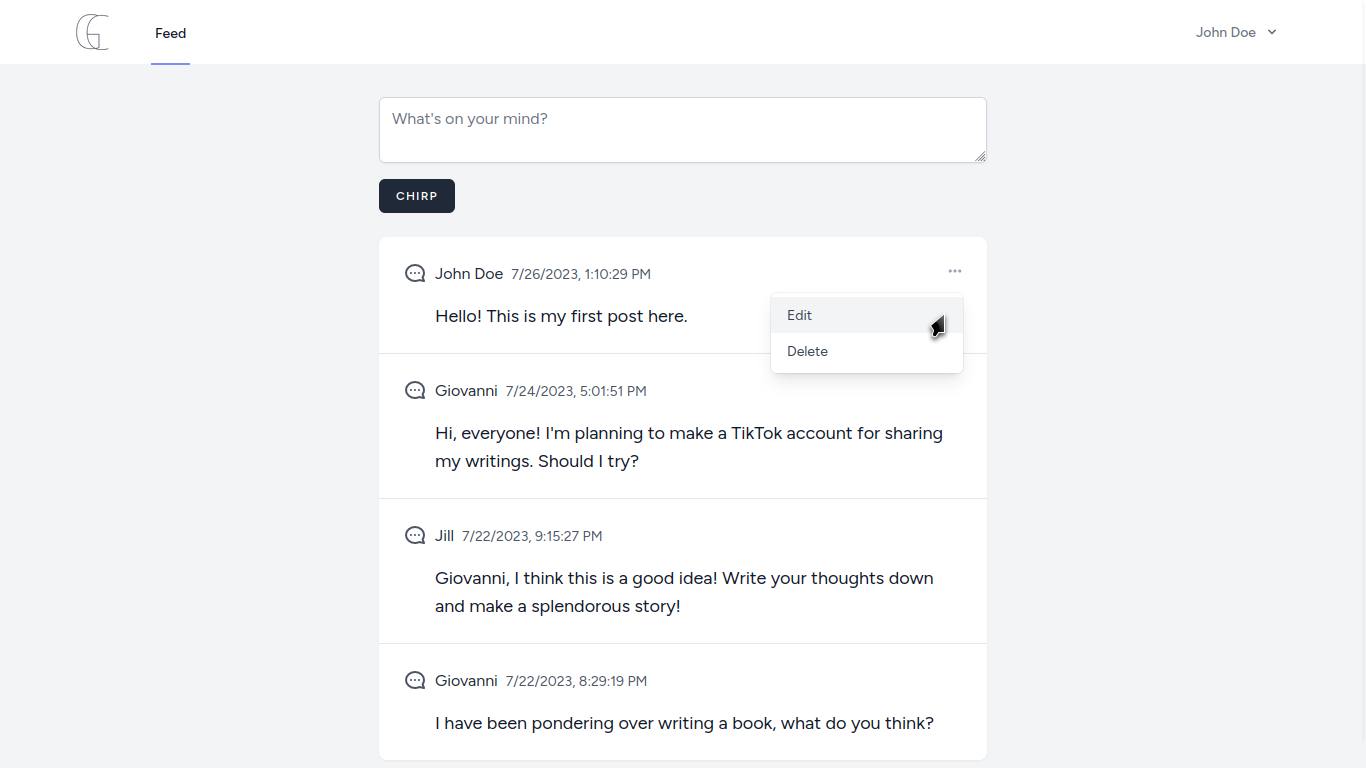 Feed
John Doe
What's on your mind?
CHIRP
John Doe 7/26/2023, 1:10:29 PM
Hello! This is my first post here.
Edit
Delete
Giovanni 7/24/2023, 5:01:51 PM
Hi, everyone! I'm planning to make a TikTok account for sharing
my writings. Should I try?
Jill 7/22/2023, 9:15:27 PM
Giovanni, I think this is a good idea! Write your thoughts down
and make a splendorous story!
Giovanni 7/22/2023, 8:29:19 PM
I have been pondering over writing a book, what do you think?